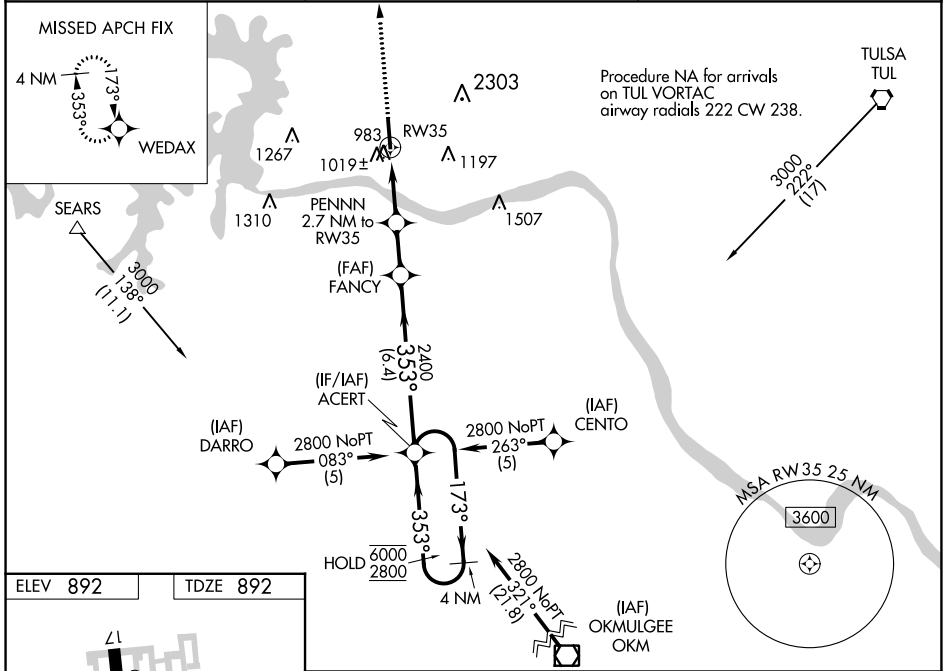 MISSED APCH FIX
4 NM
173°
353°
WEDAX
2303
Procedure NA for arrivals
on TUL VORTAC
airway radials 222 CW 238.
TULSA
TUL
983
RW35
1267
1019±
1197
3000
222°
(17)
1310
PENNN
2.7 NM to
RW35
1507
SEARS
3000
138°
(11.1)
(FAF)
FANCY
2400
353°
(6.4)
(IF/IAF)
ACERT
(IAF)
DARRO
2800 NoPT
083°
(5)
2800 NoPT
263°
(5)
(IAF)
CENTO
353°
173°
HOLD 6000
2800
4 NM
2800 NoPT
321°
(21.8)
(IAF)
OKMULGEE
OKM
MSA RW35 25 NM
3600
ELEV 892
TDZE 892
17